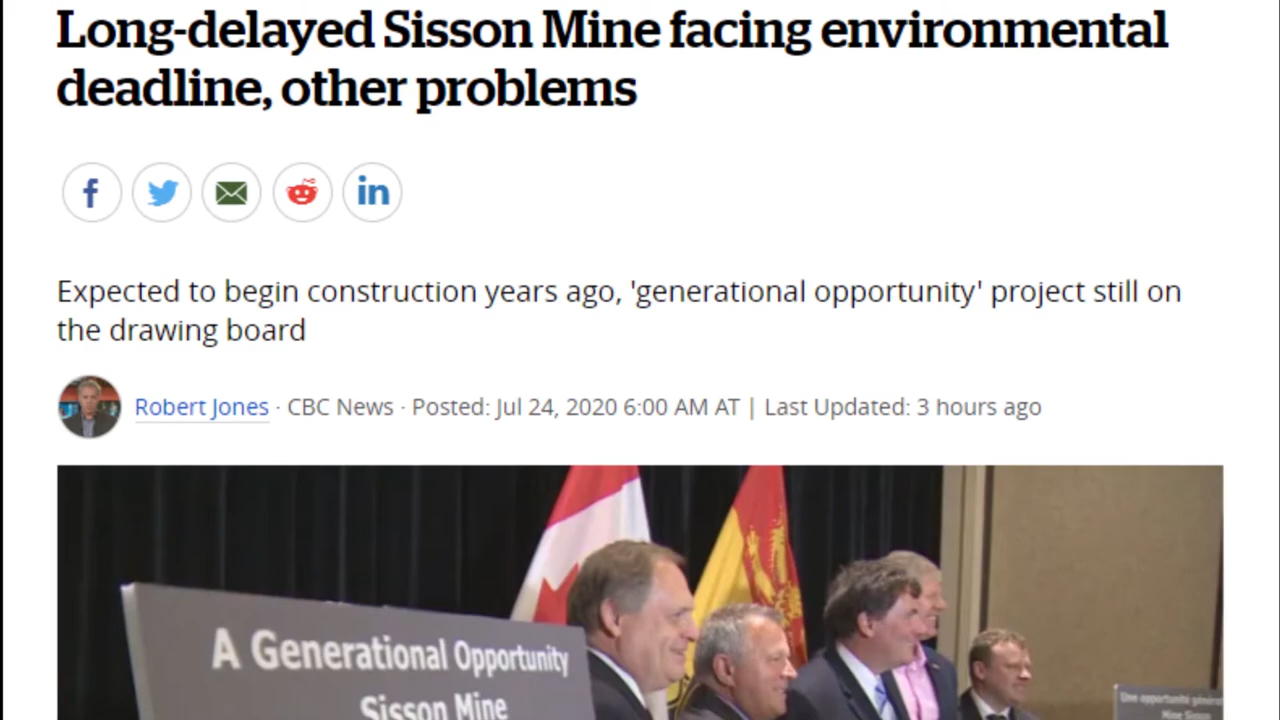 Long-delayed Sisson Mine facing environmental
deadline, other problems
Expected to begin construction years ago, 'generational opportunity' project still on
the drawing board
Robert Jones · CBC News · Posted: Jul 24, 2020 6:00 AM AT | Last Updated: 3 hours ago
A Generational Opportunity
Sisson Mine
Une opportunité